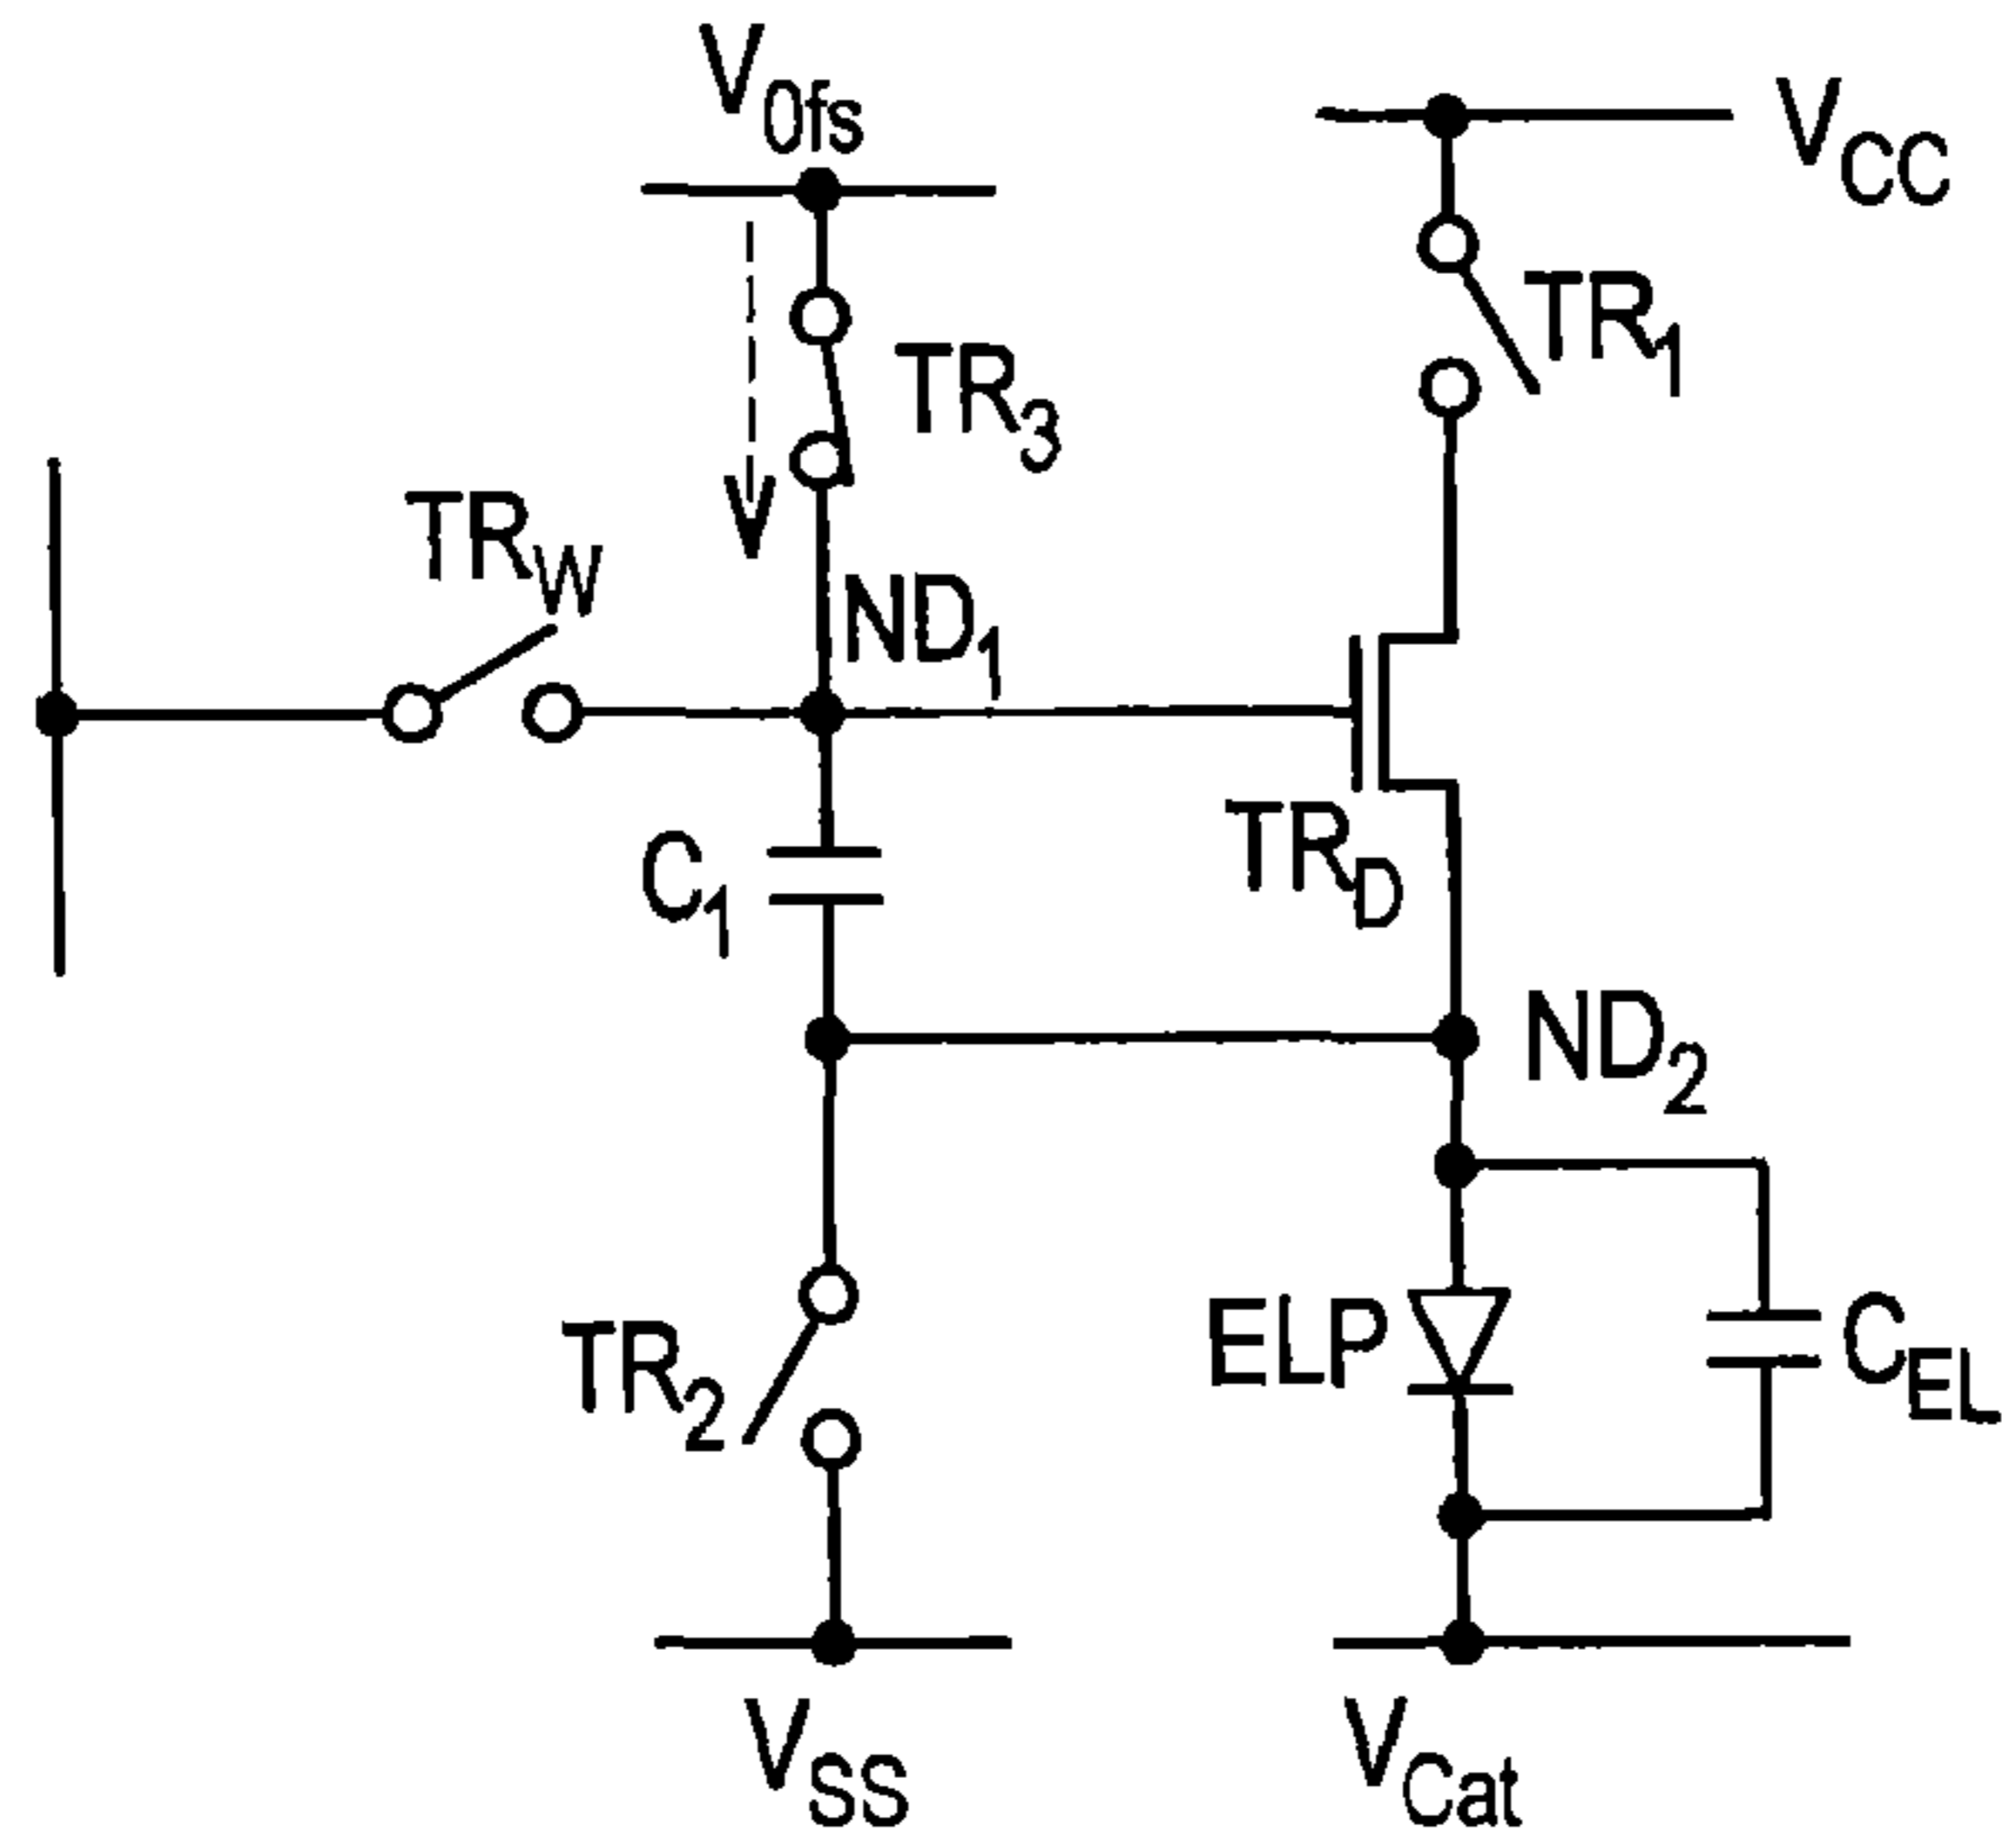 V0fs
VCC
TR1
TR3
TRW
ND1
C1
TRD
ND2
TR2
ELP
CEL
VSS
VCat